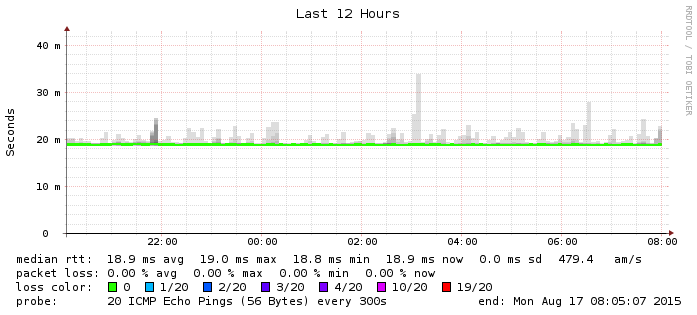 Last 12 Hours
RRDTOOL / TOBI OETIKER
Seconds
40 m
30 m
20 m
10 m
0
22:00 00:00 02:00 04:00 06:00 08:00
median rtt: 18.9 ms avg 19.0 ms max 18.8 ms min 18.9 ms now 0.0 ms sd 479.4 am/s
packet loss: 0.00 % avg 0.00 % max 0.00 % min 0.00 % now
loss color: 0 1/20 2/20 3/20 4/20 10/20 19/20
probe: 20 ICMP Echo Pings (56 Bytes) every 300s end: Mon Aug 17 08:05:07 2015